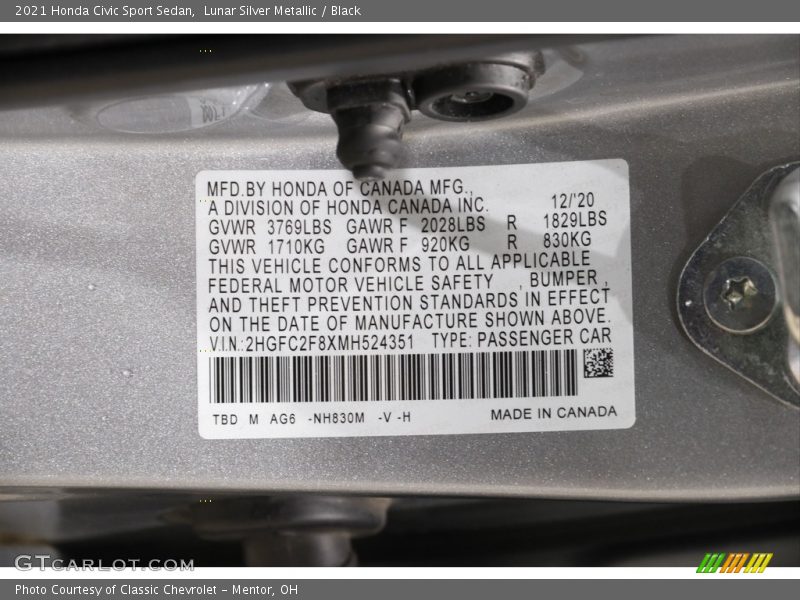 2021 Honda Civic Sport Sedan,  Lunar Silver Metallic / Black
MFD.BY HONDA OF CANADA MFG.,
A DIVISION OF HONDA CANADA INC. 12/'20
GVWR 3769LBS GAWR F 2028LBS R 1829LBS
GVWR 1710KG GAWR F 920KG R 830KG
THIS VEHICLE CONFORMS TO ALL APPLICABLE
FEDERAL MOTOR VEHICLE SAFETY , BUMPER ,
AND THEFT PREVENTION STANDARDS IN EFFECT
ON THE DATE OF MANUFACTURE SHOWN ABOVE.
V.I.N.:2HGFC2F8XMH524351 TYPE: PASSENGER CAR
TBD M AG6 -NH830M -V -H MADE IN CANADA
GTCARLOT.COM
Photo Courtesy of Classic Chevrolet – Mentor, OH